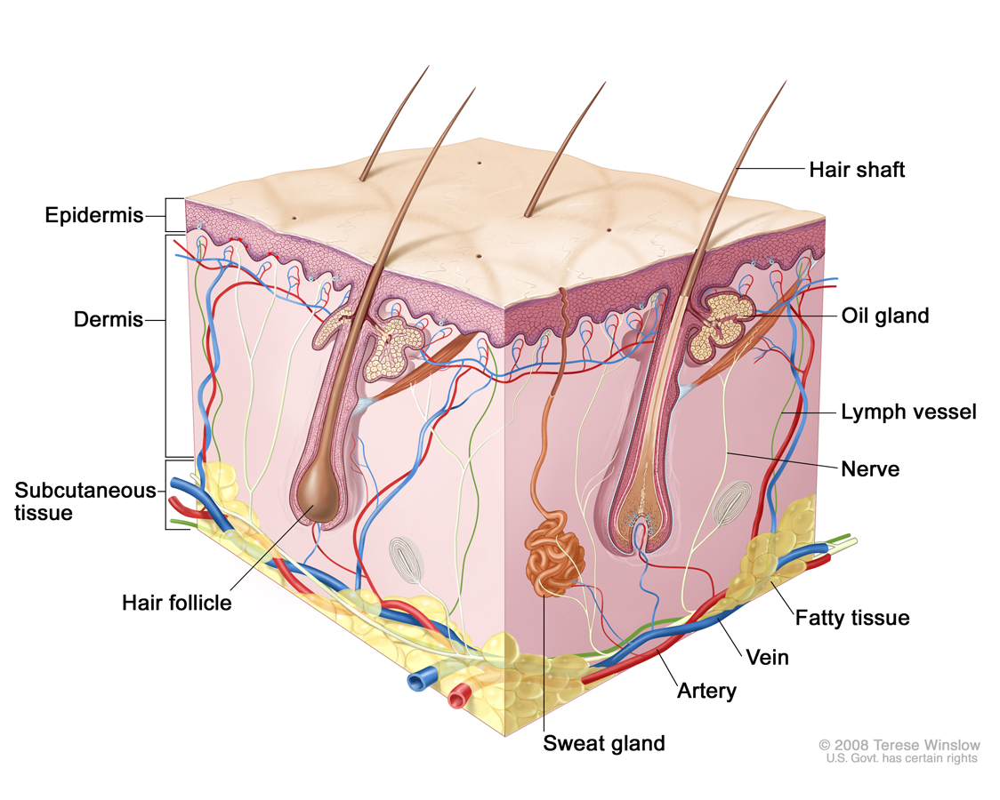 Hair shaft
Epidermis
Dermis
Oil gland
Lymph vessel
Nerve
Subcutaneous
tissue
Hair follicle
Fatty tissue
Vein
Artery
Sweat gland
© 2008 Terese Winslow
U.S. Govt. has certain rights